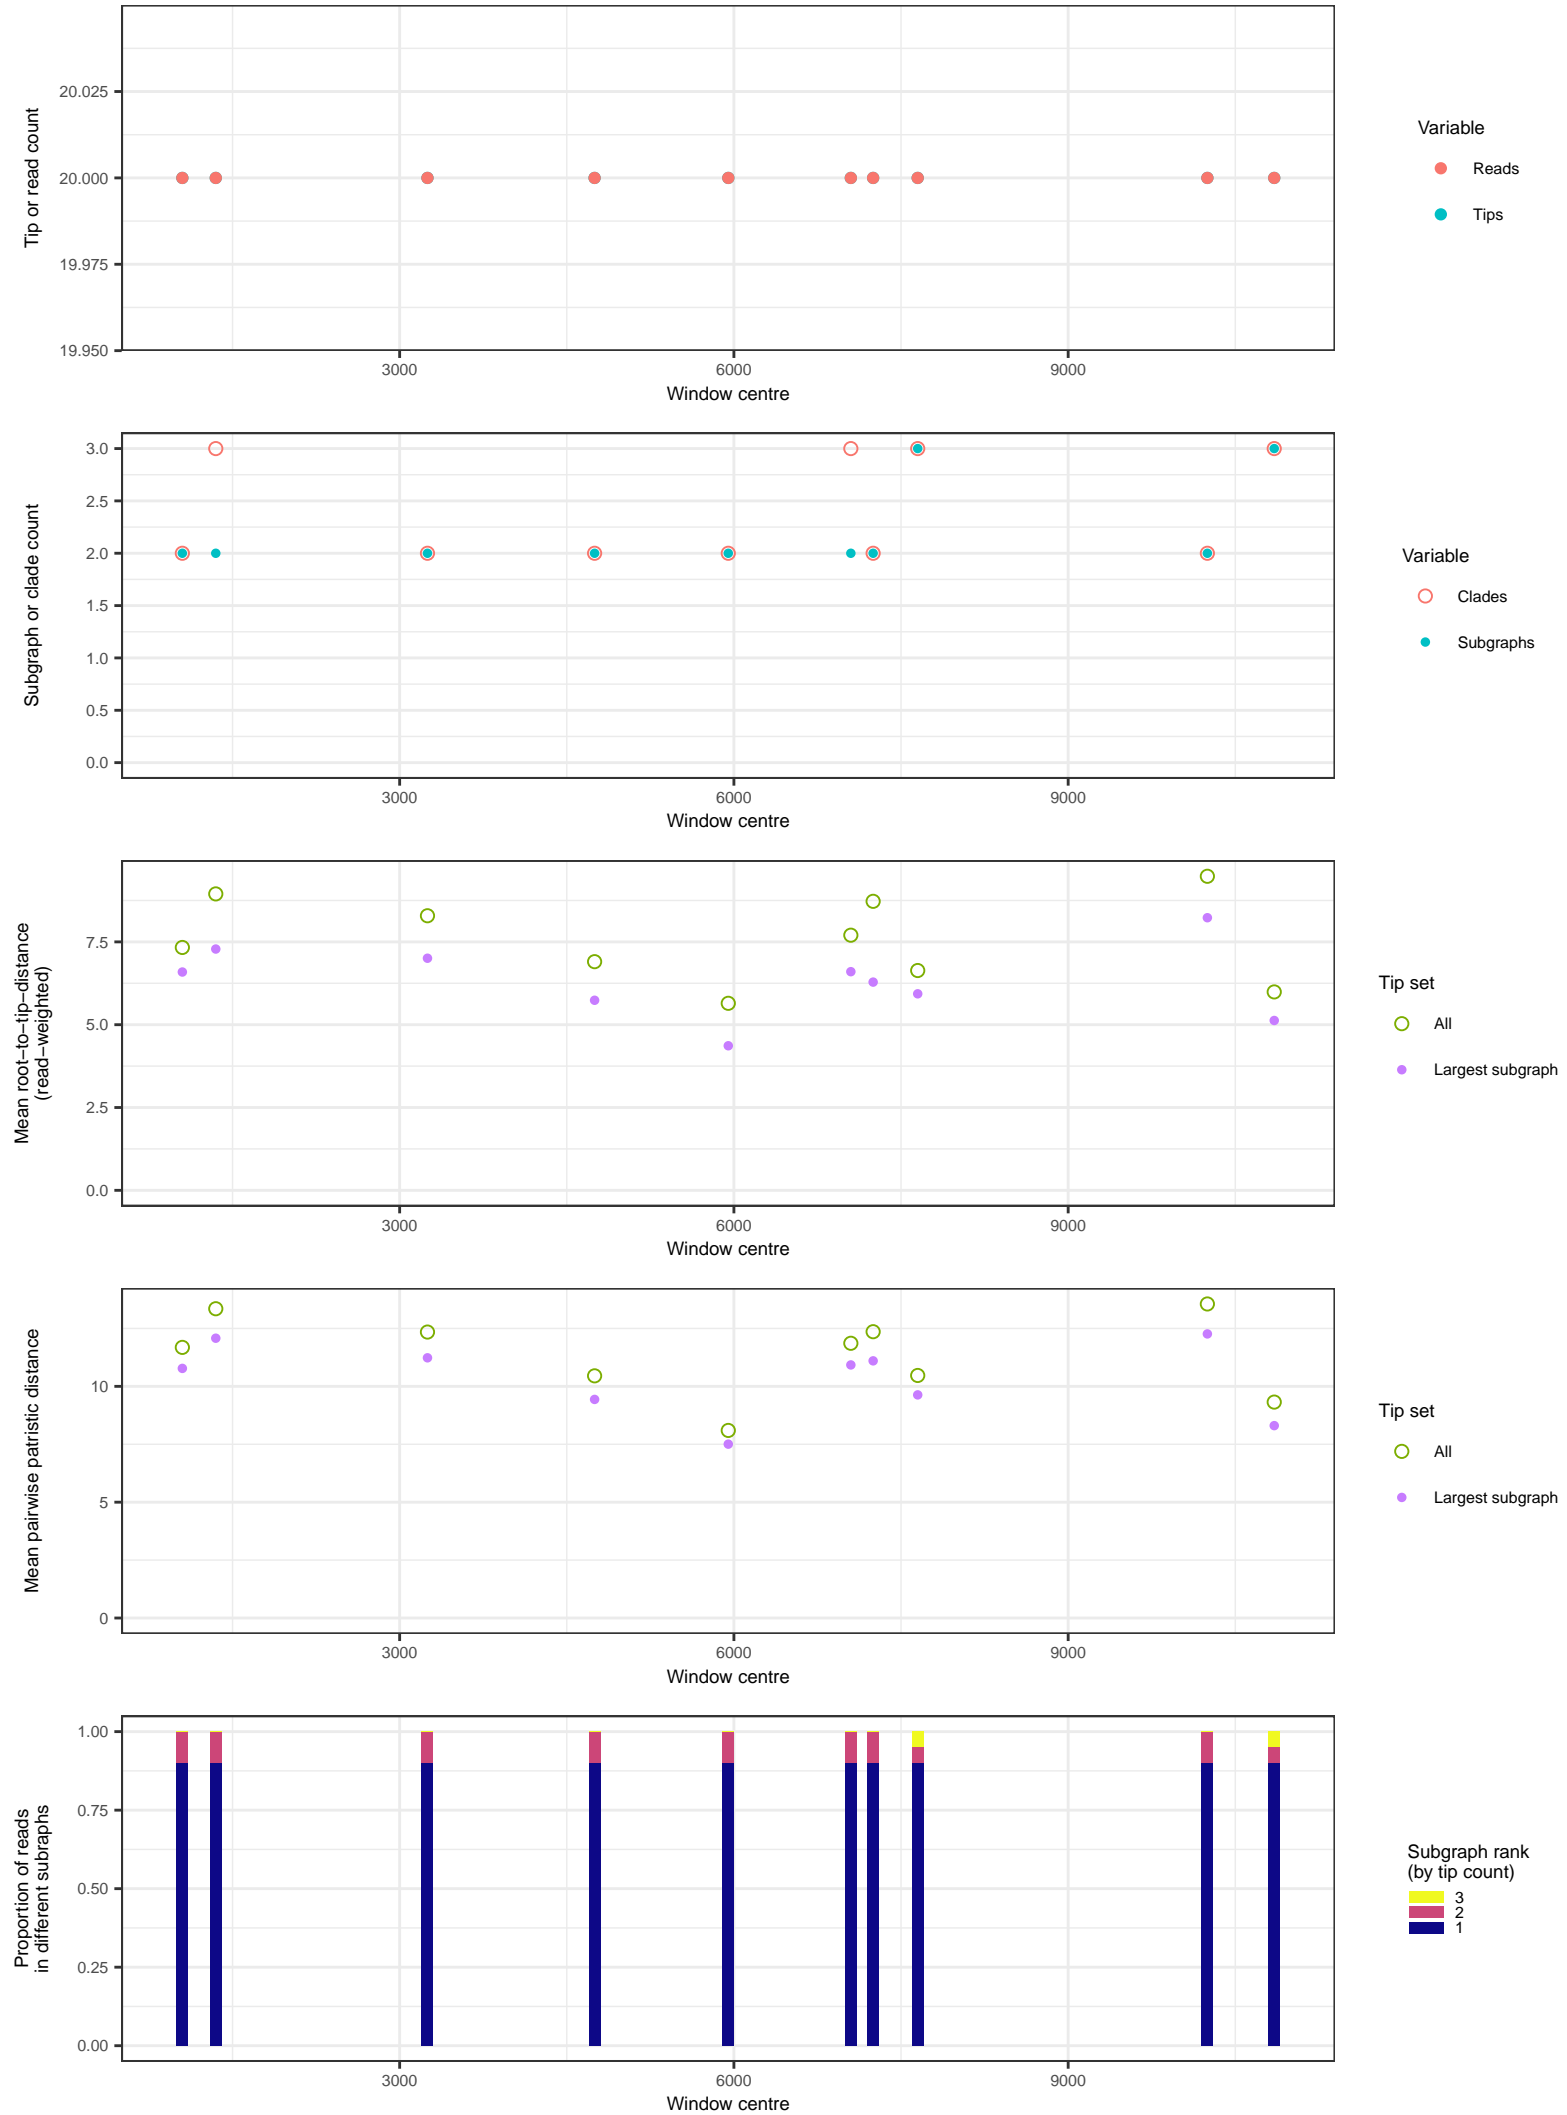 Tip or read count
20.025
20.000
19.975
19.950
3000 6000 9000
Window centre
Variable
Reads
Tips
Subgraph or clade count
3.0
2.5
2.0
1.5
1.0
0.5
0.0
3000 6000 9000
Window centre
Variable
Clades
Subgraphs
Mean root−to−tip−distance
(read−weighted)
7.5
5.0
2.5
0.0
3000 6000 9000
Window centre
Tip set
All
Largest subgraph
Mean pairwise patristic distance
10
5
0
3000 6000 9000
Window centre
Tip set
All
Largest subgraph
Proportion of reads
in different subraphs
1.00
0.75
0.50
0.25
0.00
3000 6000 9000
Window centre
Subgraph rank
(by tip count)
3
2
1